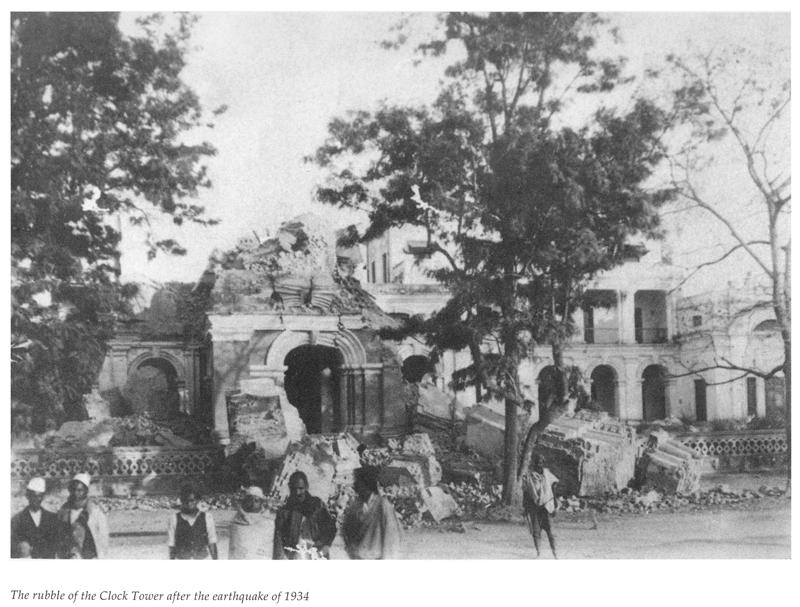 The rubble of the Clock Tower after the earthquake of 1934